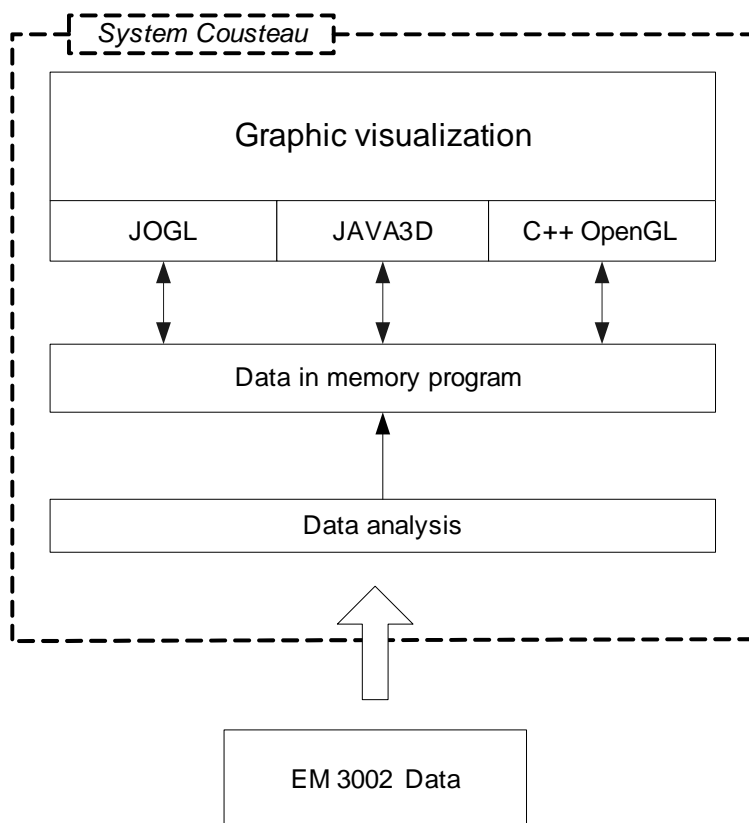 System Cousteau
Graphic visualization
JOGL
JAVA3D
C++ OpenGL
Data in memory program
Data analysis
EM 3002 Data